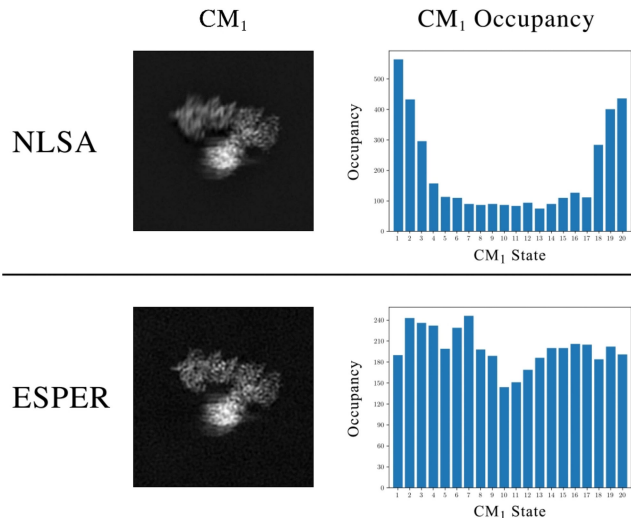 CM₁
CM₁ Occupancy
NLSA
Occupancy
500
400
300
200
100
0
1 2 3 4 5 6 7 8 9 10 11 12 13 14 15 16 17 18 19 20
CM₁ State
ESPER
Occupancy
240
210
180
150
120
90
60
30
0
1 2 3 4 5 6 7 8 9 10 11 12 13 14 15 16 17 18 19 20
CM₁ State